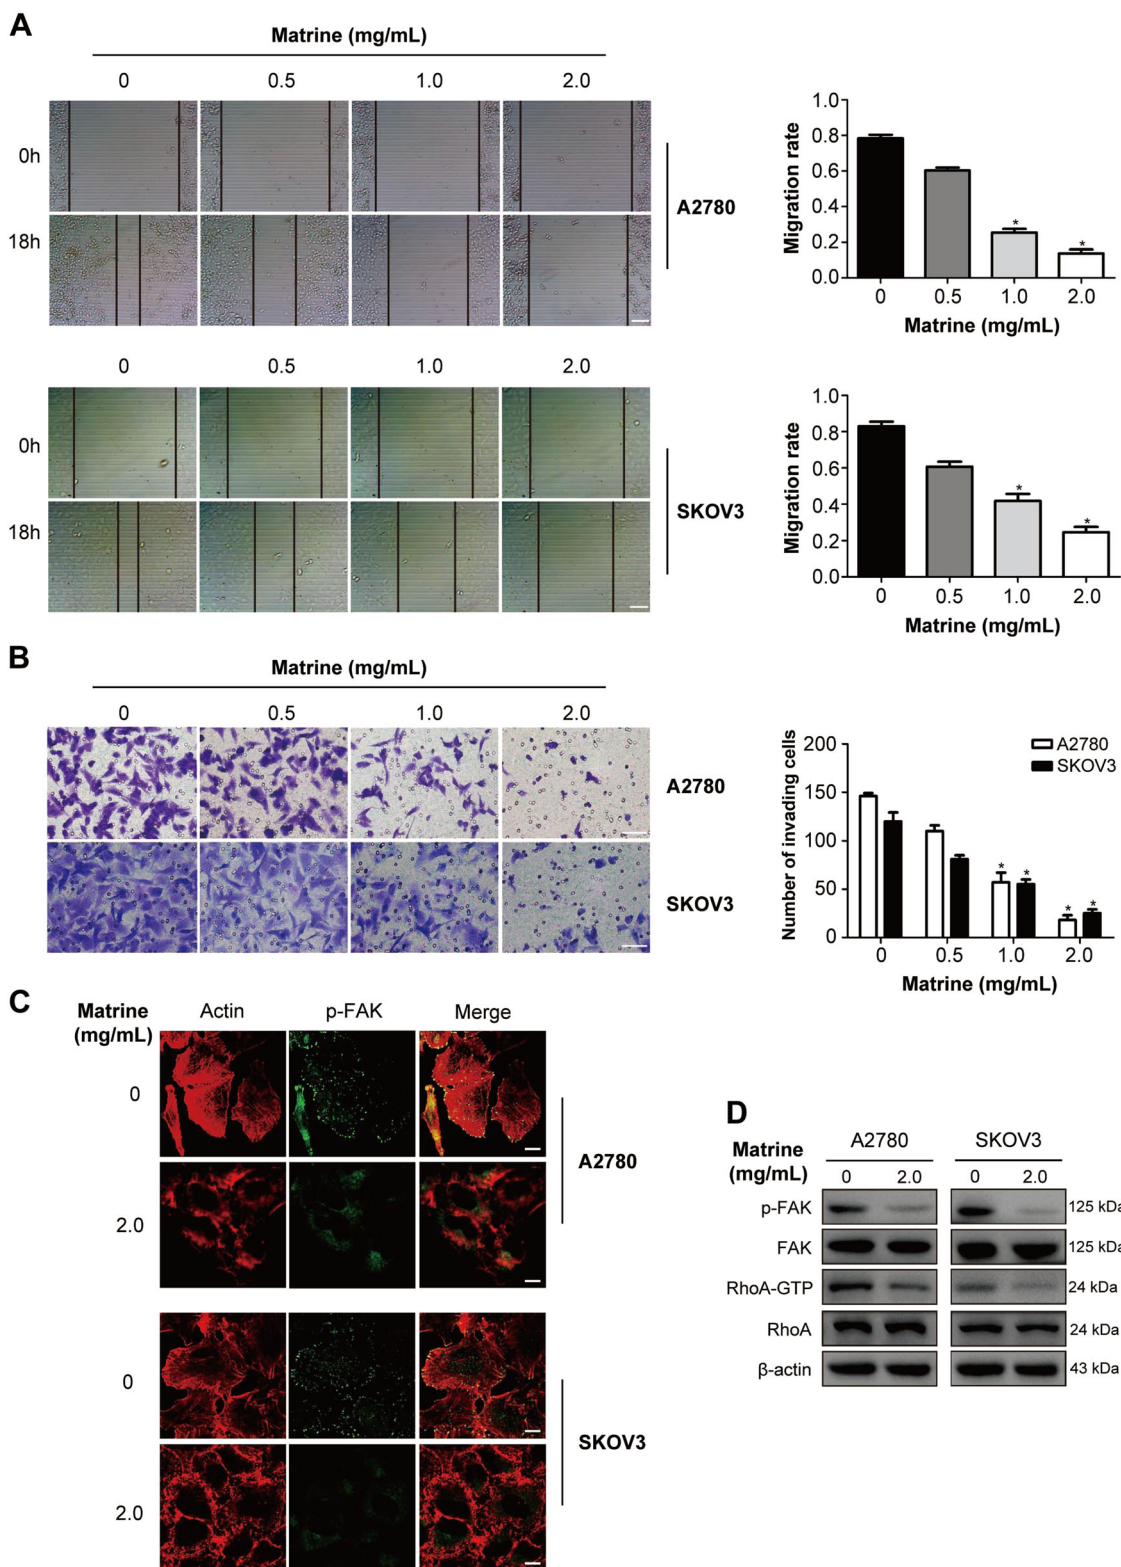 A
Matrine (mg/mL)
0 0.5 1.0 2.0
0h
18h
A2780
Migration rate
1.0
0.8
0.6
0.4
0.2
0.0
* *
0 0.5 1.0 2.0
Matrine (mg/mL)
0 0.5 1.0 2.0
0h
18h
SKOV3
Migration rate
1.0
0.8
0.6
0.4
0.2
0.0
* *
0 0.5 1.0 2.0
Matrine (mg/mL)
B
Matrine (mg/mL)
0 0.5 1.0 2.0
A2780
SKOV3
Number of invading cells
200
150
100
50
0
A2780
SKOV3
* * * *
0 0.5 1.0 2.0
Matrine (mg/mL)
C
Matrine
(mg/mL)
Actin p-FAK Merge
0
2.0
A2780
0
2.0
SKOV3
D
Matrine
(mg/mL)
A2780 SKOV3
0 2.0 0 2.0
p-FAK 125 kDa
FAK 125 kDa
RhoA-GTP 24 kDa
RhoA 24 kDa
β-actin 43 kDa